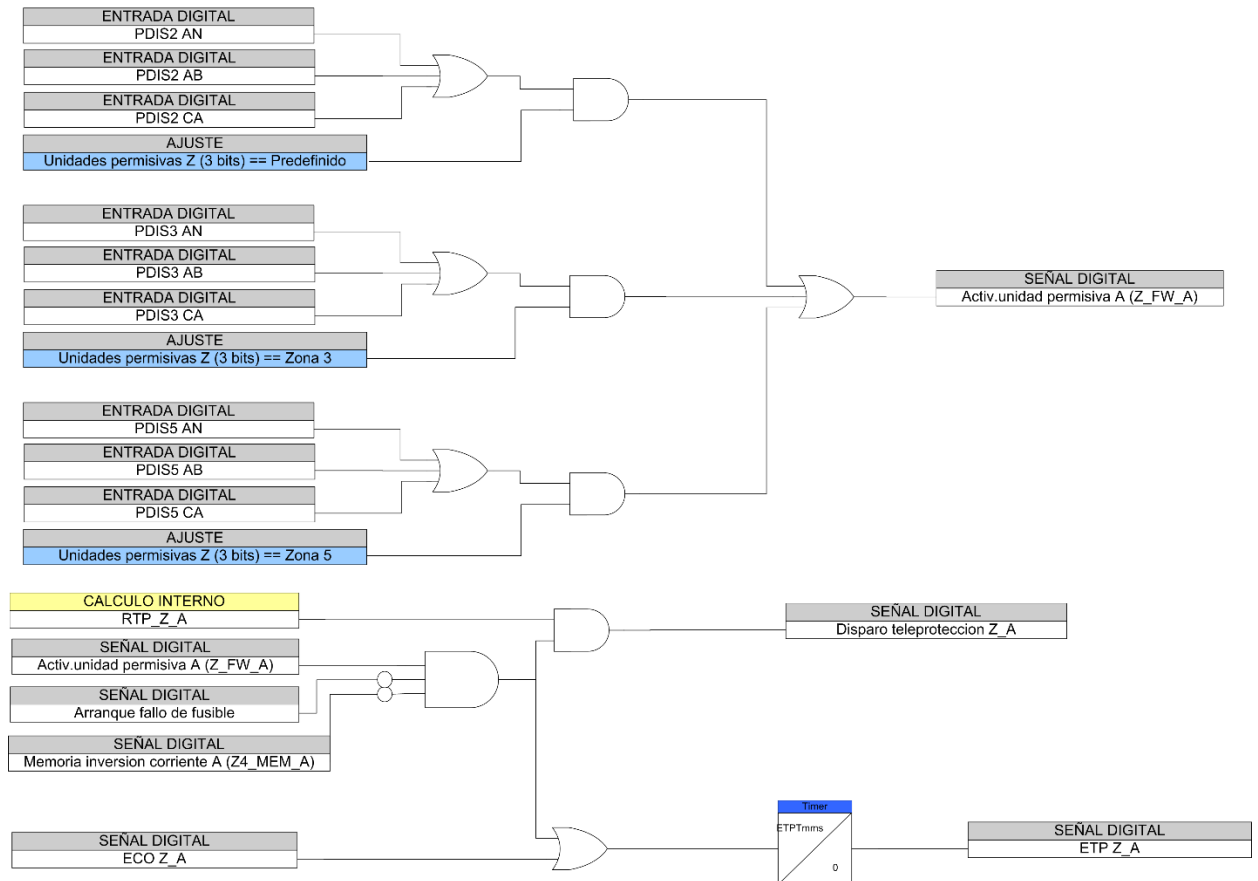 ENTRADA DIGITAL
PDIS2 AN
ENTRADA DIGITAL
PDIS2 AB
ENTRADA DIGITAL
PDIS2 CA
AJUSTE
Unidades permisivas Z (3 bits) == Predefinido
ENTRADA DIGITAL
PDIS3 AN
ENTRADA DIGITAL
PDIS3 AB
ENTRADA DIGITAL
PDIS3 CA
AJUSTE
Unidades permisivas Z (3 bits) == Zona 3
SEÑAL DIGITAL
Activ.unidad permisiva A (Z_FW_A)
ENTRADA DIGITAL
PDIS5 AN
ENTRADA DIGITAL
PDIS5 AB
ENTRADA DIGITAL
PDIS5 CA
AJUSTE
Unidades permisivas Z (3 bits) == Zona 5
CALCULO INTERNO
RTP_Z_A
SEÑAL DIGITAL
Activ.unidad permisiva A (Z_FW_A)
SEÑAL DIGITAL
Arranque fallo de fusible
SEÑAL DIGITAL
Memoria inversion corriente A (Z4_MEM_A)
SEÑAL DIGITAL
Disparo teleproteccion Z_A
SEÑAL DIGITAL
ECO Z_A
Timer
ETPTmms
0
SEÑAL DIGITAL
ETP Z_A